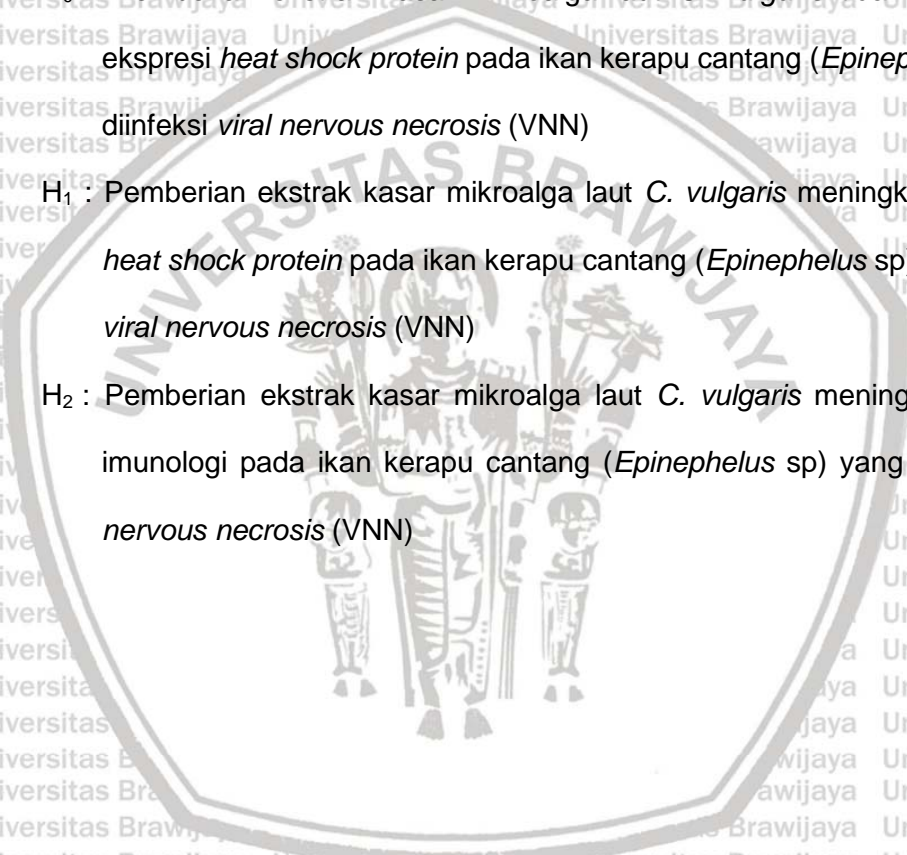 ekspresi heat shock protein pada ikan kerapu cantang (Epinep
diinfeksi viral nervous necrosis (VNN)
H₁ : Pemberian ekstrak kasar mikroalga laut C. vulgaris meningk
heat shock protein pada ikan kerapu cantang (Epinephelus sp
viral nervous necrosis (VNN)
H₂ : Pemberian ekstrak kasar mikroalga laut C. vulgaris mening
imunologi pada ikan kerapu cantang (Epinephelus sp) yang
nervous necrosis (VNN)
UNIVERSITAS BRAWIJAYA